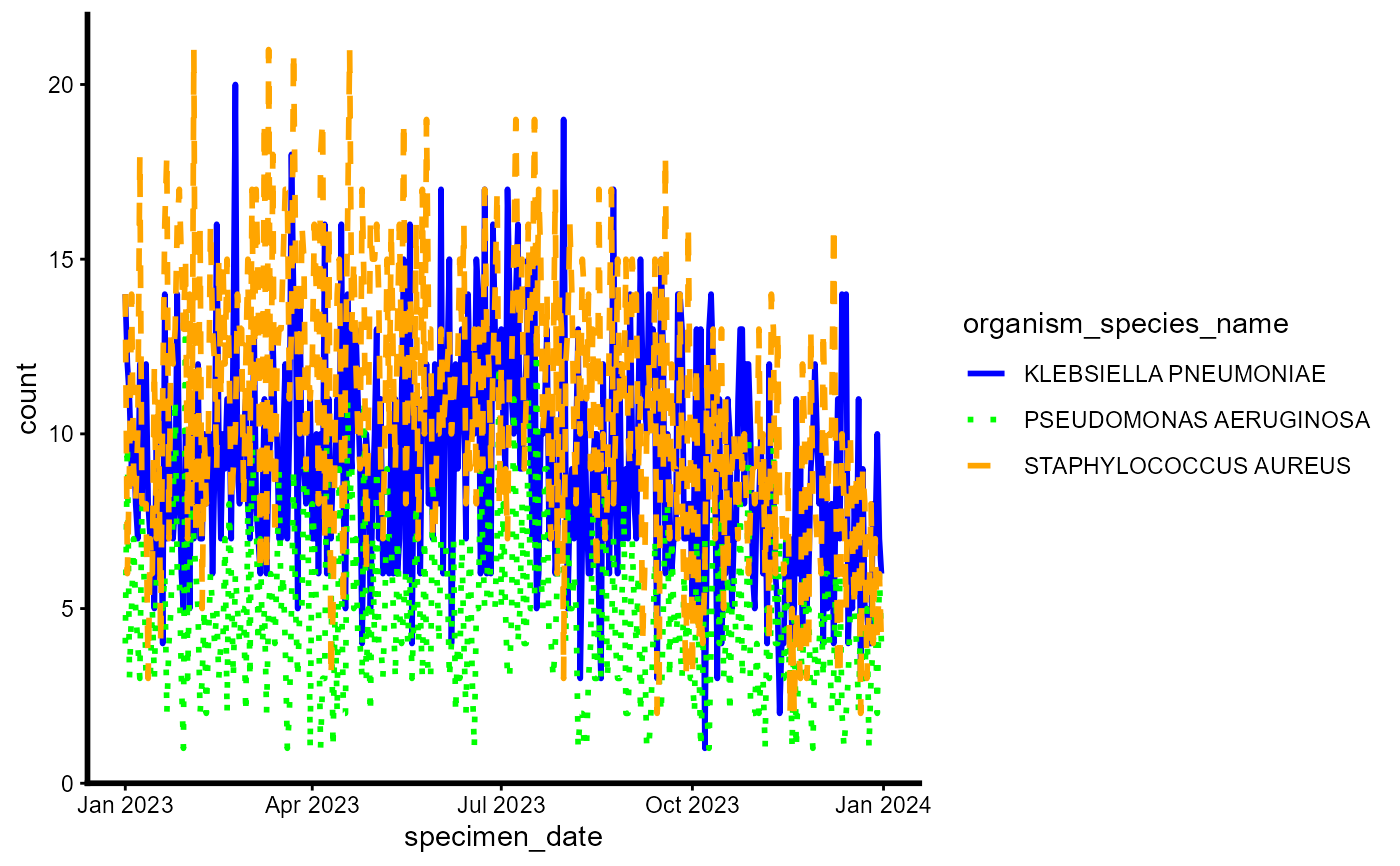 20
15
10
5
0
count
Jan 2023
Apr 2023
Jul 2023
Oct 2023
Jan 2024
specimen_date
organism_species_name
KLEBSIELLA PNEUMONIAE
PSEUDOMONAS AERUGINOSA
STAPHYLOCOCCUS AUREUS